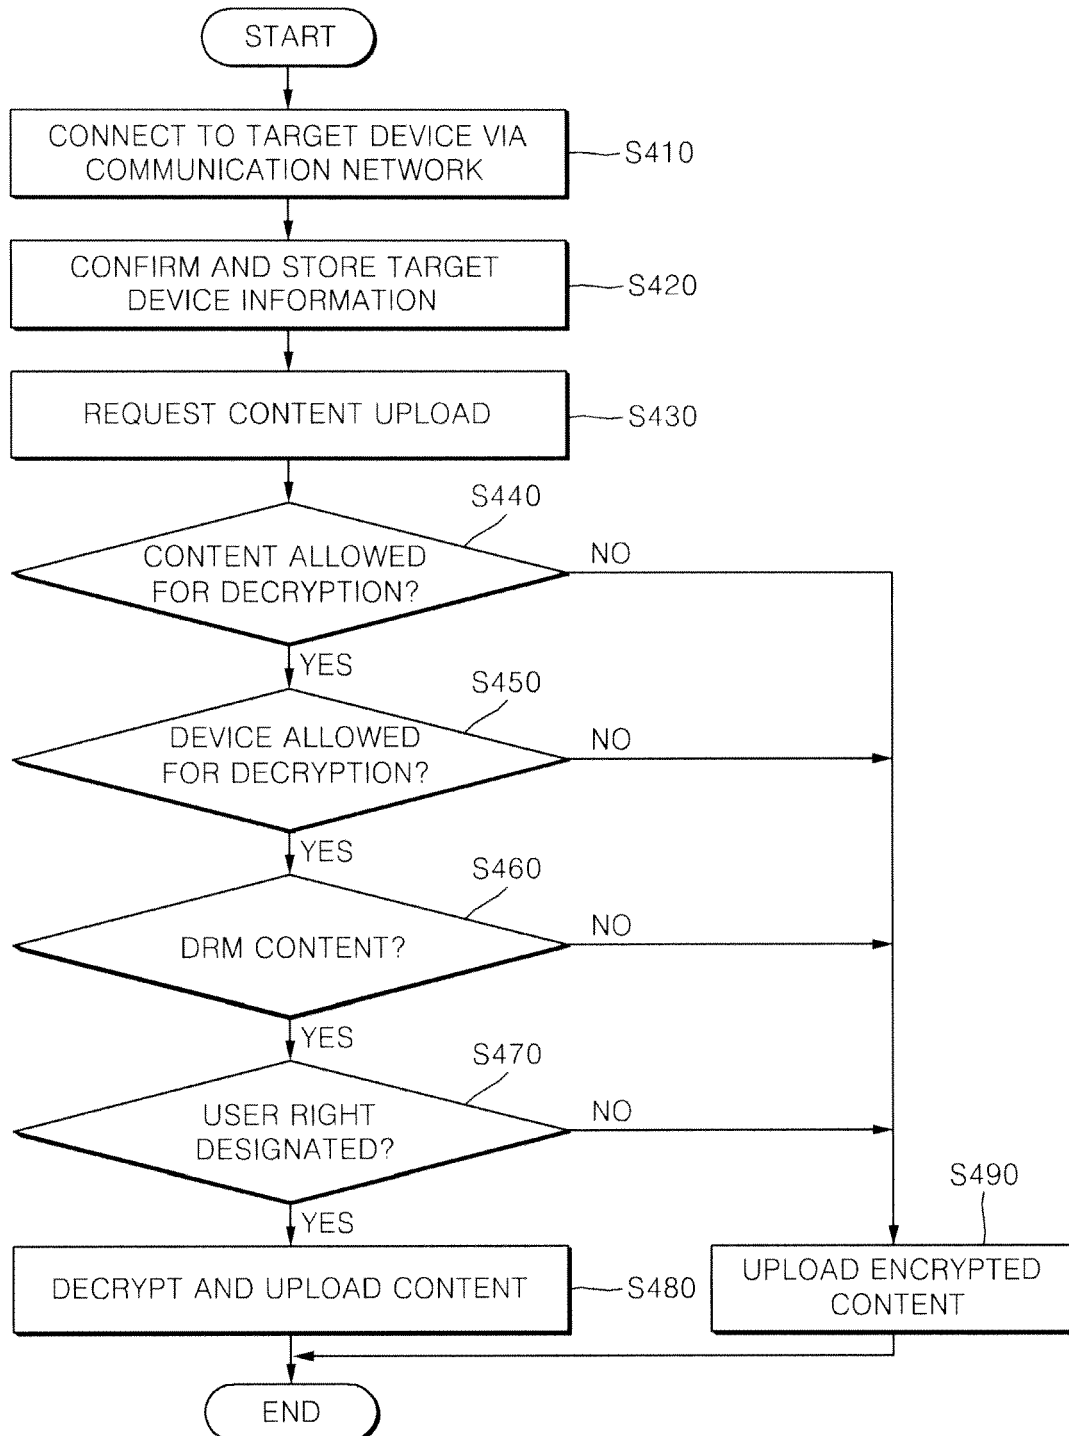 START
CONNECT TO TARGET DEVICE VIA
COMMUNICATION NETWORK
S410
CONFIRM AND STORE TARGET
DEVICE INFORMATION
S420
REQUEST CONTENT UPLOAD
S430
S440
CONTENT ALLOWED
FOR DECRYPTION?
NO
YES
S450
DEVICE ALLOWED
FOR DECRYPTION?
NO
YES
S460
DRM CONTENT?
NO
YES
S470
USER RIGHT
DESIGNATED?
NO
YES
S490
DECRYPT AND UPLOAD CONTENT
S480
UPLOAD ENCRYPTED
CONTENT
END